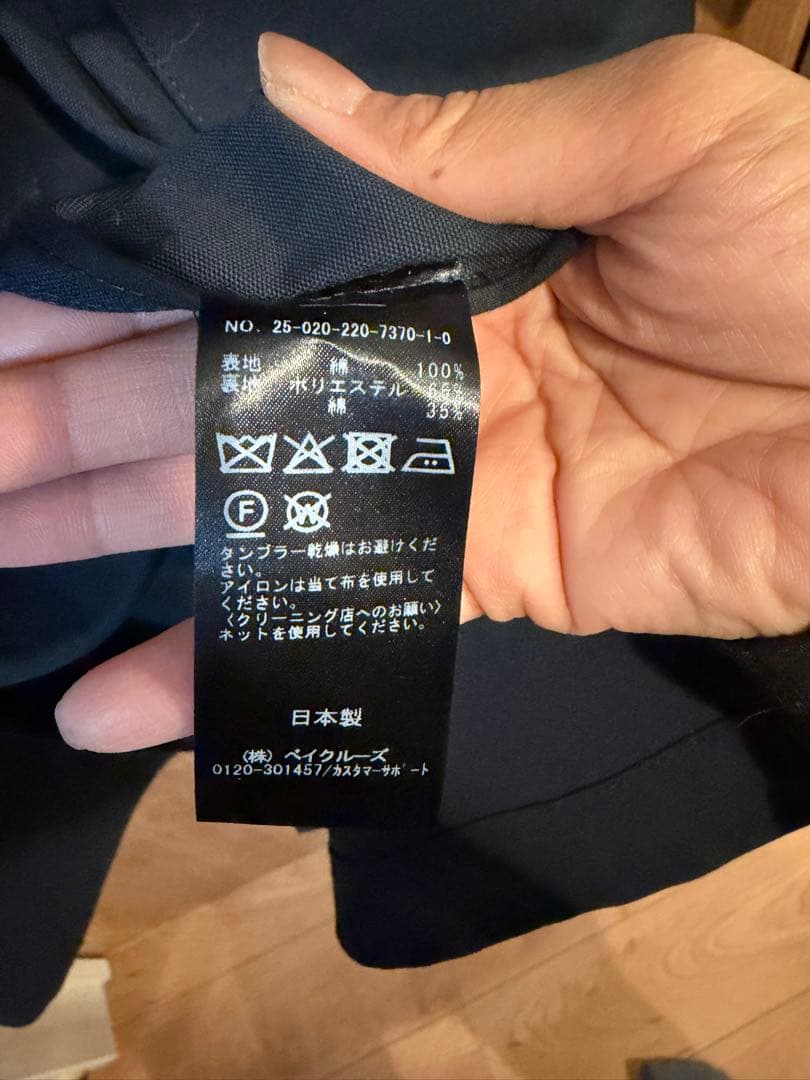 NO. 25-020-220-7370-1-0
表地 綿 100%
裏地 ポリエステル 65%
綿 35%
F
W
タンブラー乾燥はお避けくだ
さい。
アイロンは当て布を使用して
ください。
〈クリーニング店へのお願い〉
ネットを使用してください。
日本製
(株) ベイクルーズ
0120-301457/カスタマーサポート